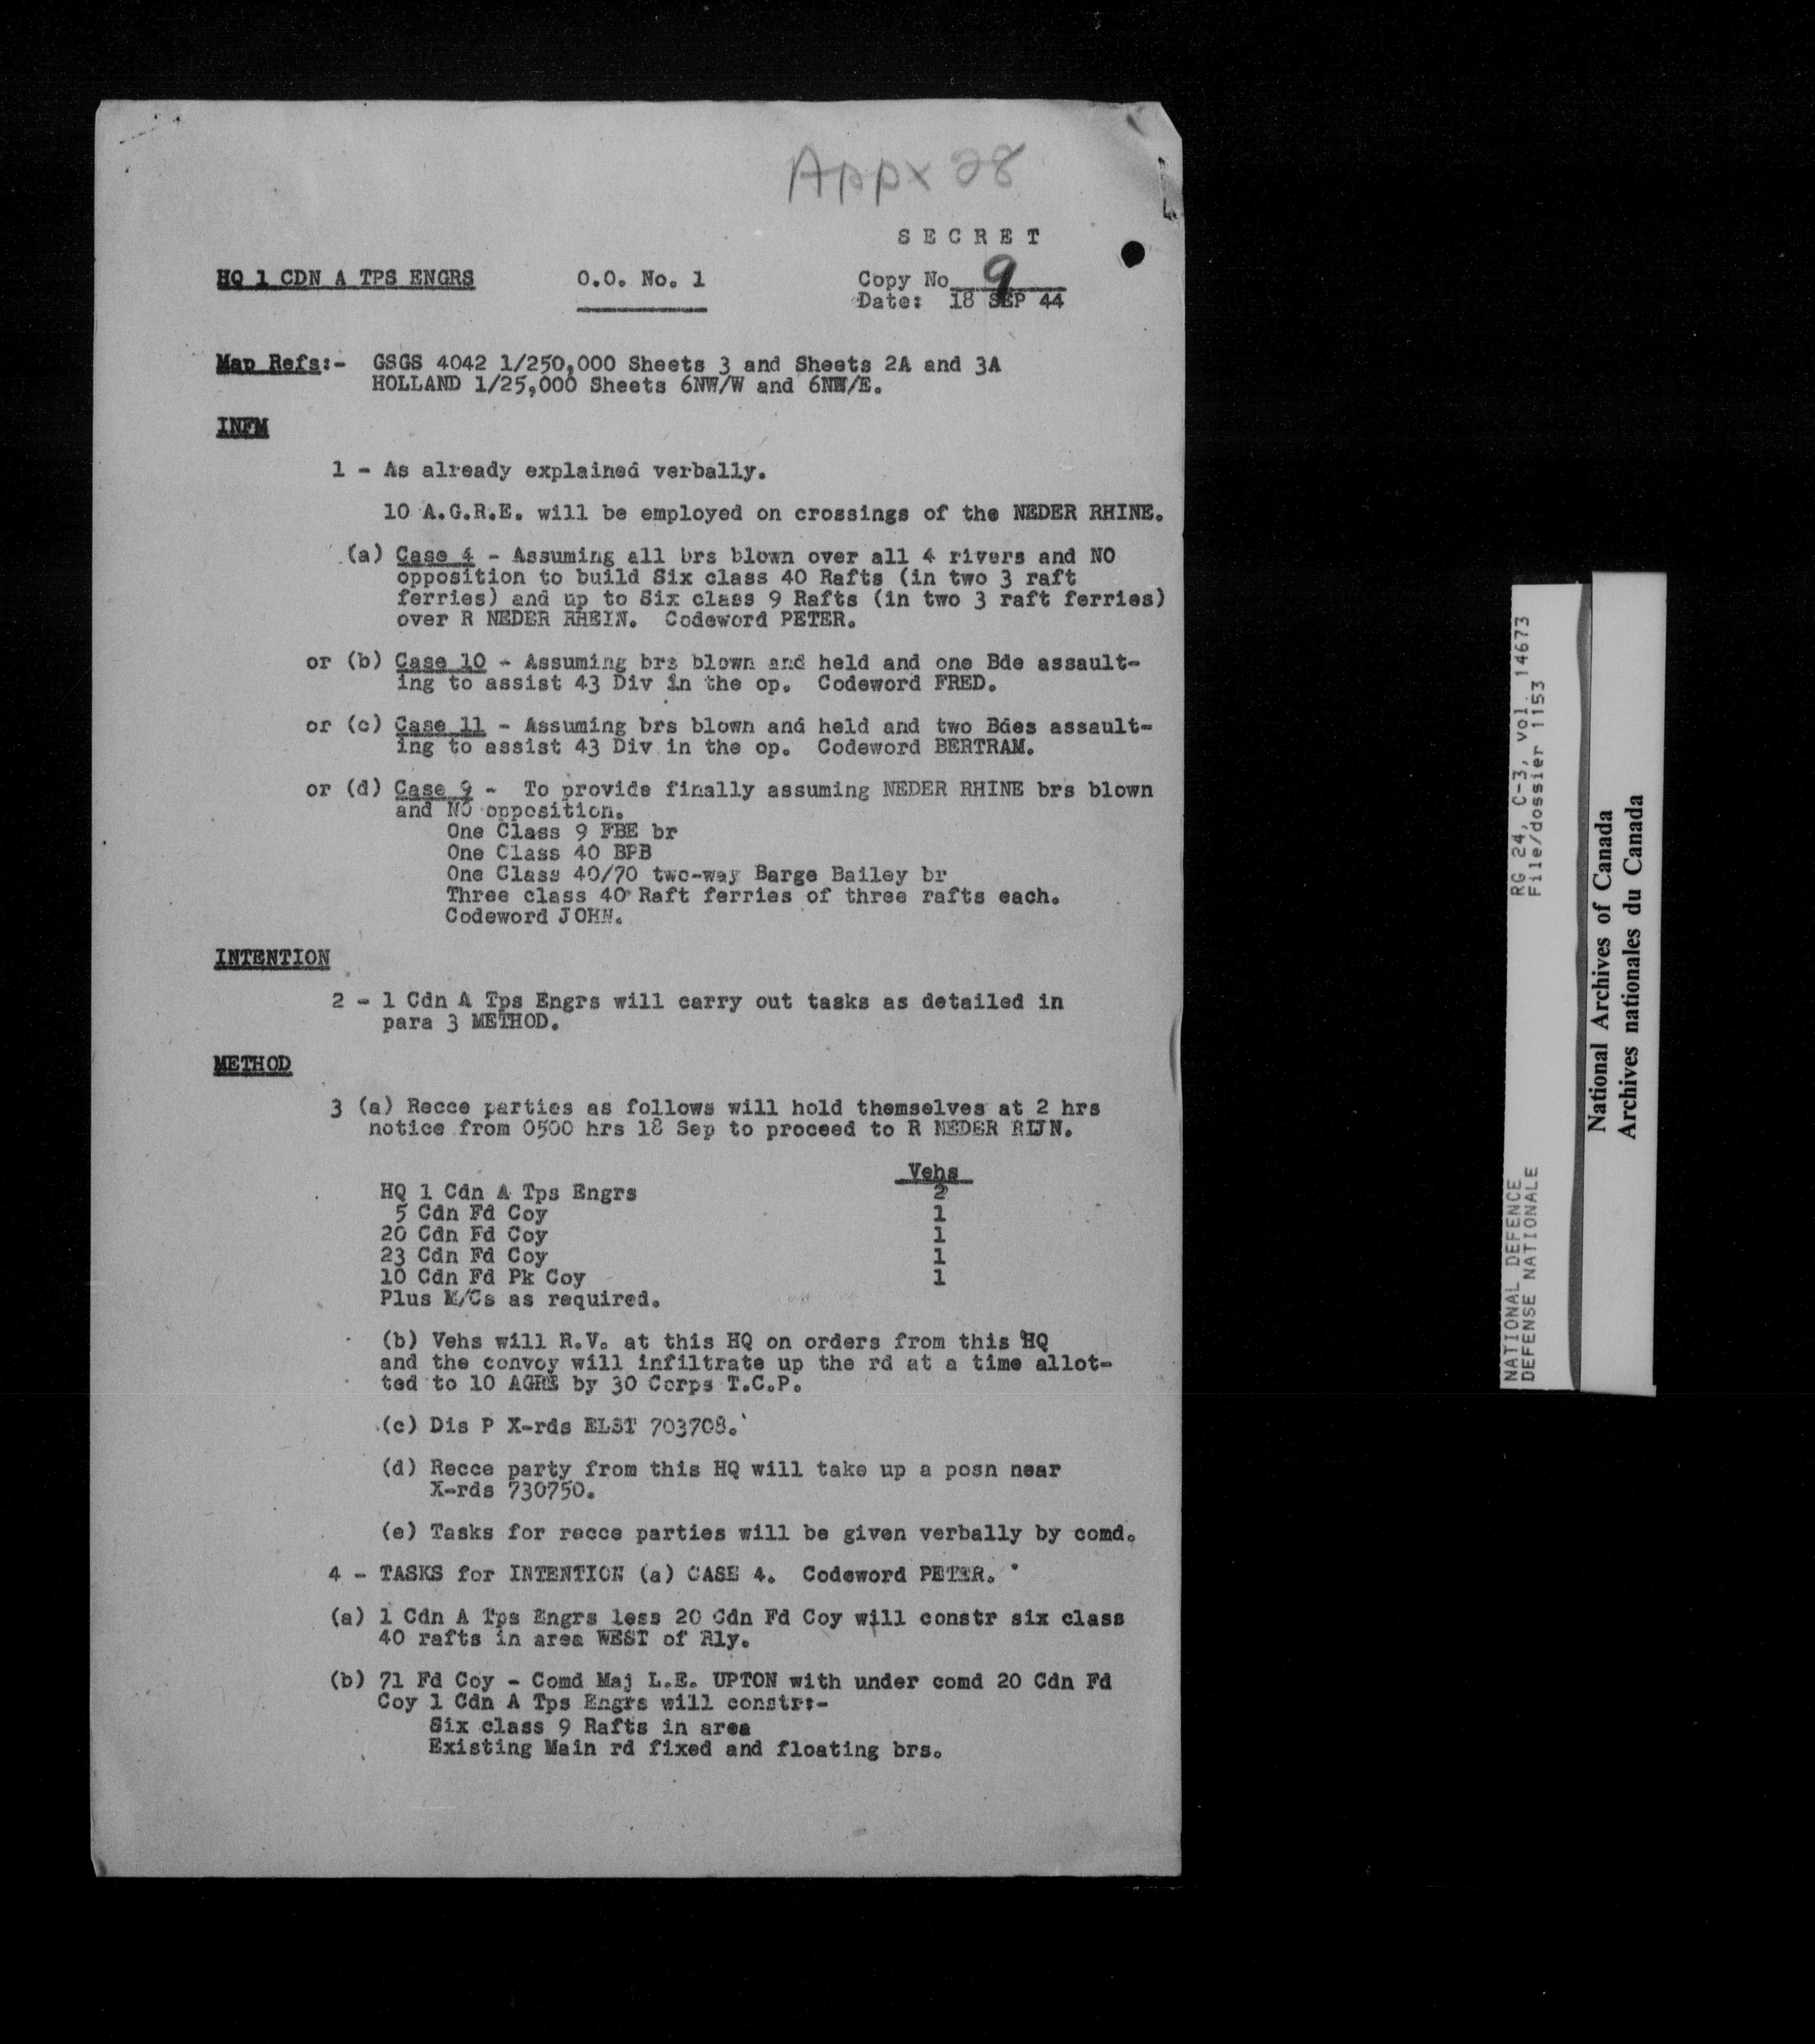 Appx 28
S E C R E T
HQ 1 CDN A TPS ENGRS O.O. No. 1 Copy No 9
Date: 18 SEP 44
Map Refs:- GSGS 4042 1/250,000 Sheets 3 and Sheets 2A and 3A
HOLLAND 1/25,000 Sheets 6NW/W and 6NW/E.
INFM
1 - As already explained verbally.
10 A.G.R.E. will be employed on crossings of the NEDER RHINE.
(a) Case 4 - Assuming all brs blown over all 4 rivers and NO
opposition to build Six class 40 Rafts (in two 3 raft
ferries) and up to Six class 9 Rafts (in two 3 raft ferries)
over R NEDER RHEIN. Codeword PETER.
or (b) Case 10 - Assuming brs blown and held and one Bde assault-
ing to assist 43 Div in the op. Codeword FRED.
or (c) Case 11 - Assuming brs blown and held and two Bdes assault-
ing to assist 43 Div in the op. Codeword BERTRAM.
or (d) Case 9 - To provide finally assuming NEDER RHINE brs blown
and NO opposition.
One Class 9 FBE br
One Class 40 BPB
One Class 40/70 two-way Barge Bailey br
Three class 40 Raft ferries of three rafts each.
Codeword JOHN.
INTENTION
2 - 1 Cdn A Tps Engrs will carry out tasks as detailed in
para 3 METHOD.
METHOD
3 (a) Recce parties as follows will hold themselves at 2 hrs
notice from 0500 hrs 18 Sep to proceed to R NEDER RIJN.
Vehs
HQ 1 Cdn A Tps Engrs 2
5 Cdn Fd Coy 1
20 Cdn Fd Coy 1
23 Cdn Fd Coy 1
10 Cdn Fd Pk Coy 1
Plus M/Cs as required.
(b) Vehs will R.V. at this HQ on orders from this HQ
and the convoy will infiltrate up the rd at a time allot-
ted to 10 AGRE by 30 Corps T.C.P.
(c) Dis P X-rds ELST 703708.
(d) Recce party from this HQ will take up a posn near
X-rds 730750.
(e) Tasks for recce parties will be given verbally by comd.
4 - TASKS for INTENTION (a) CASE 4. Codeword PETER.
(a) 1 Cdn A Tps Engrs less 20 Cdn Fd Coy will constr six class
40 rafts in area WEST of Rly.
(b) 71 Fd Coy - Comd Maj L.E. UPTON with under comd 20 Cdn Fd
Coy 1 Cdn A Tps Engrs will constr:-
Six class 9 Rafts in area
Existing Main rd fixed and floating brs.
NATIONAL DEFENCE RG 24, C-3, vol. 14673
DEFENSE NATIONALE File/dossier 1153
National Archives of Canada
Archives nationales du Canada